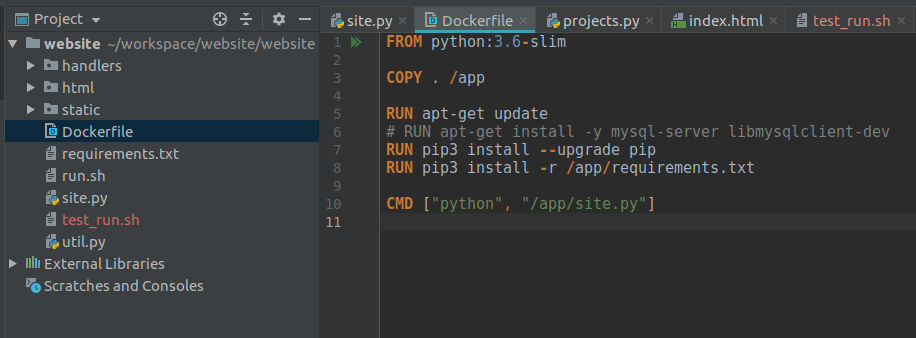 Project
website ~/workspace/website/website
handlers
html
static
Dockerfile
requirements.txt
run.sh
site.py
test_run.sh
util.py
External Libraries
Scratches and Consoles
site.py
Dockerfile
projects.py
index.html
test_run.sh
1 FROM python:3.6-slim
2
3 COPY . /app
4
5 RUN apt-get update
6 # RUN apt-get install -y mysql-server libmysqlclient-dev
7 RUN pip3 install --upgrade pip
8 RUN pip3 install -r /app/requirements.txt
9
10 CMD ["python", "/app/site.py"]
11